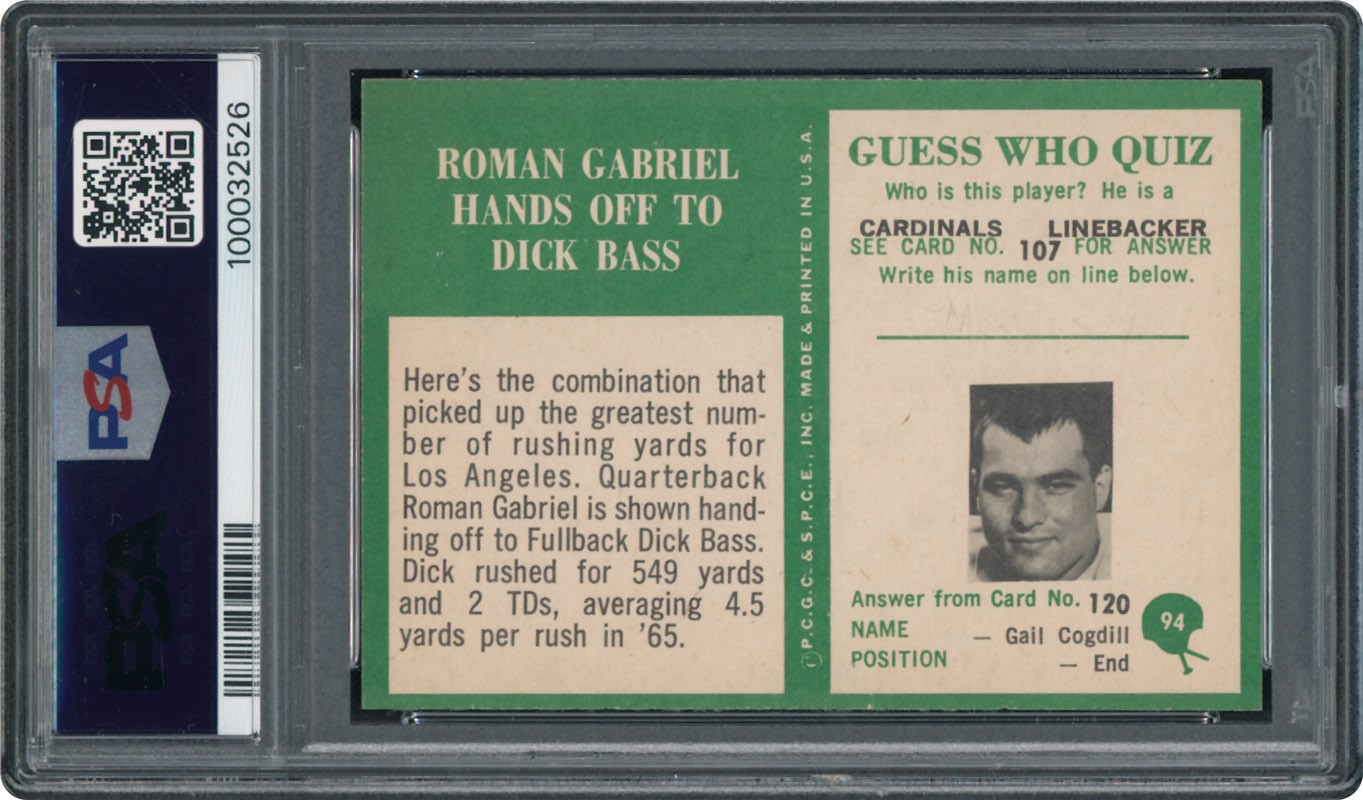 PSA
100032526
PSA
PSA
ROMAN GABRIEL
HANDS OFF TO
DICK BASS
Here's the combination that
picked up the greatest num-
ber of rushing yards for
Los Angeles. Quarterback
Roman Gabriel is shown hand-
ing off to Fullback Dick Bass.
Dick rushed for 549 yards
and 2 TDs, averaging 4.5
yards per rush in '65.
©P.C.G.C. & S.P.C.E., INC. MADE & PRINTED IN U.S.A.
GUESS WHO QUIZ
Who is this player? He is a
CARDINALS LINEBACKER
SEE CARD NO. 107 FOR ANSWER
Write his name on line below.
Answer from Card No. 120
NAME — Gail Cogdill
POSITION — End
94